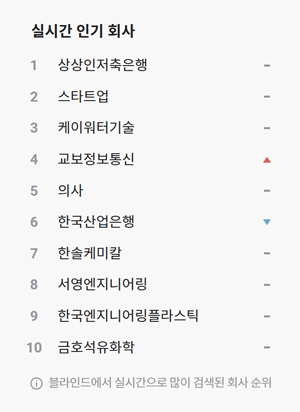 실시간 인기 회사
1 상상인저축은행 -
2 스타트업 -
3 케이워터기술 -
4 교보정보통신 ▲
5 의사 -
6 한국산업은행 ▼
7 한솔케미칼 -
8 서영엔지니어링 -
9 한국엔지니어링플라스틱 -
10 금호석유화학 -
블라인드에서 실시간으로 많이 검색된 회사 순위